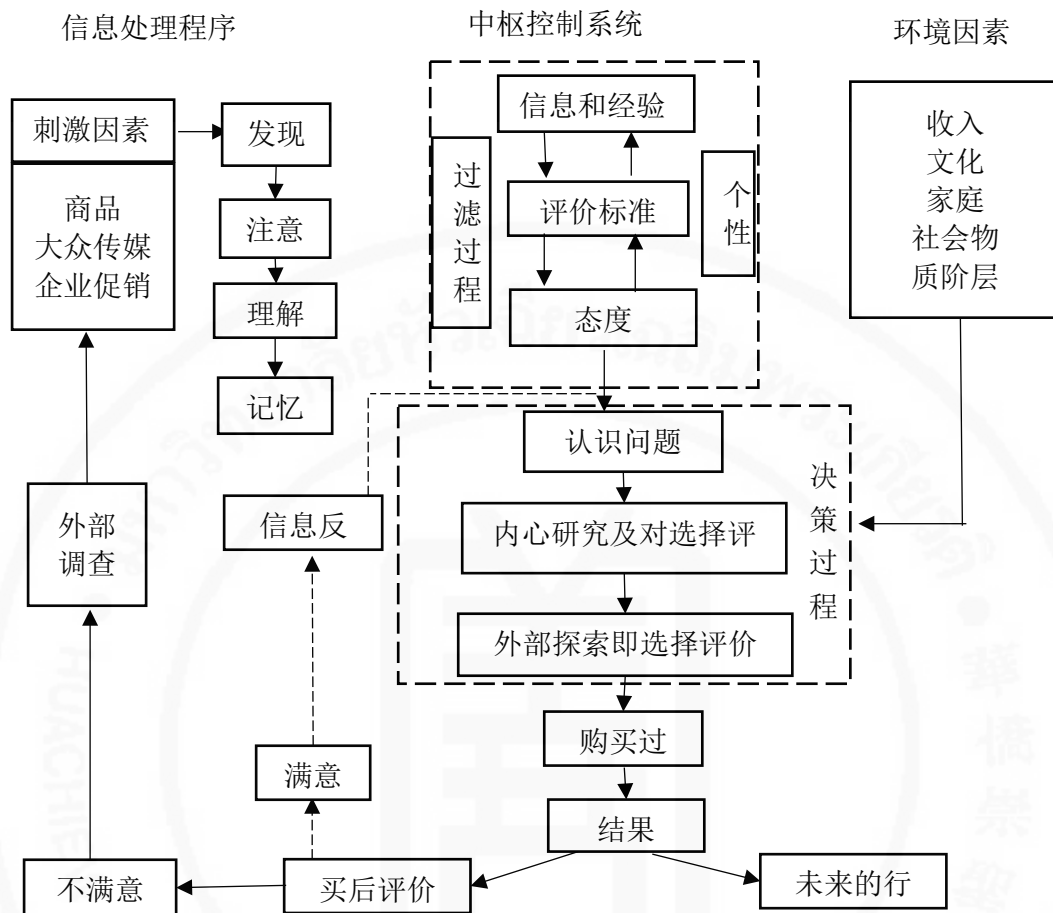 信息处理程序
中枢控制系统
环境因素
刺激因素
商品
大众传媒
企业促销
发现
注意
理解
记忆
外部
调查
信息反
满意
不满意
买后评价
信息和经验
过滤过程
评价标准
个性
态度
认识问题
内心研究及对选择评
外部探索即选择评价
决策过程
购买过
结果
未来的行
收入
文化
家庭
社会物
质阶层
HUACHIE
華僑崇